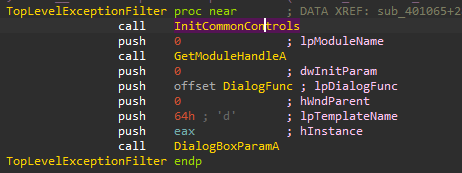 TopLevelExceptionFilter proc near ; DATA XREF: sub_401065+2
call InitCommonControls
push 0 ; lpModuleName
call GetModuleHandleA
push 0 ; dwInitParam
push offset DialogFunc ; lpDialogFunc
push 0 ; hWndParent
push 64h ; 'd' ; lpTemplateName
push eax ; hInstance
call DialogBoxParamA
TopLevelExceptionFilter endp